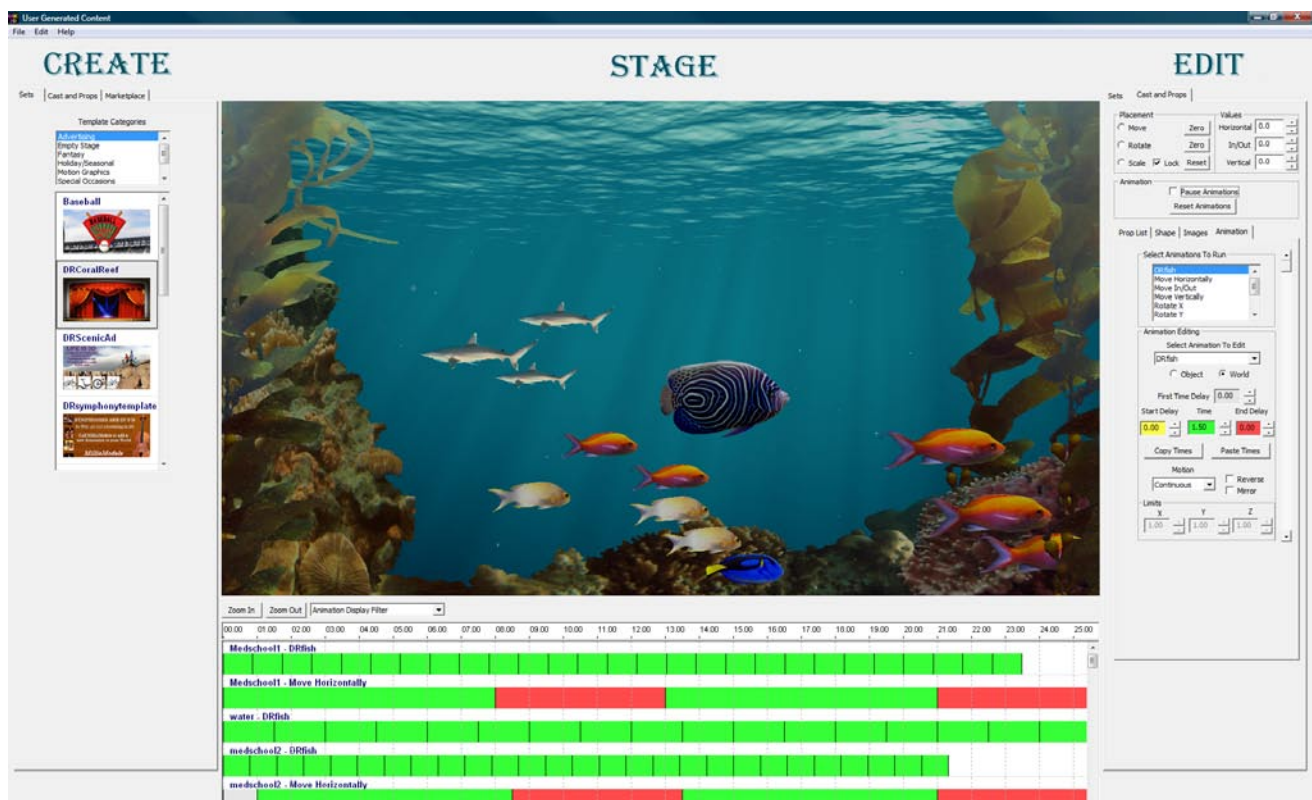 User Generated Content
File Edit Help
CREATE
STAGE
EDIT
Sets Cast and Props Marketplace
Template Categories
Advertising
Empty Stage
Fantasy
Holiday/Seasonal
Motion Graphics
Special Occasions
Baseball
BASEBALL
DRCoralReef
DRScenicAd
DRsymphonytemplate
Sets Cast and Props
Placement Values
Move Zero Horizontal 0.0
Rotate Zero In/Out 0.0
Scale Lock Reset Vertical 0.0
Animation
Pause Animations
Reset Animations
Prop List Shape Images Animation
Select Animations To Run
DRfish
Move Horizontally
Move In/Out
Move Vertically
Rotate X
Rotate Y
Animation Editing
Select Animation To Edit
DRfish
Object World
First Time Delay 0.00
Start Delay Time End Delay
0.00 1.50 0.00
Copy Times Paste Times
Motion
Continuous Reverse
Mirror
Limits
X Y Z
1.00 1.00 1.00
Zoom In Zoom Out Animation Display Filter
00.00 01.00 02.00 03.00 04.00 05.00 06.00 07.00 08.00 09.00 10.00 11.00 12.00 13.00 14.00 15.00 16.00 17.00 18.00 19.00 20.00 21.00 22.00 23.00 24.00 25.00
Medschool1 - DRfish
Medschool1 - Move Horizontally
water - DRfish
medschool2 - DRfish
medschool2 - Move Horizontally